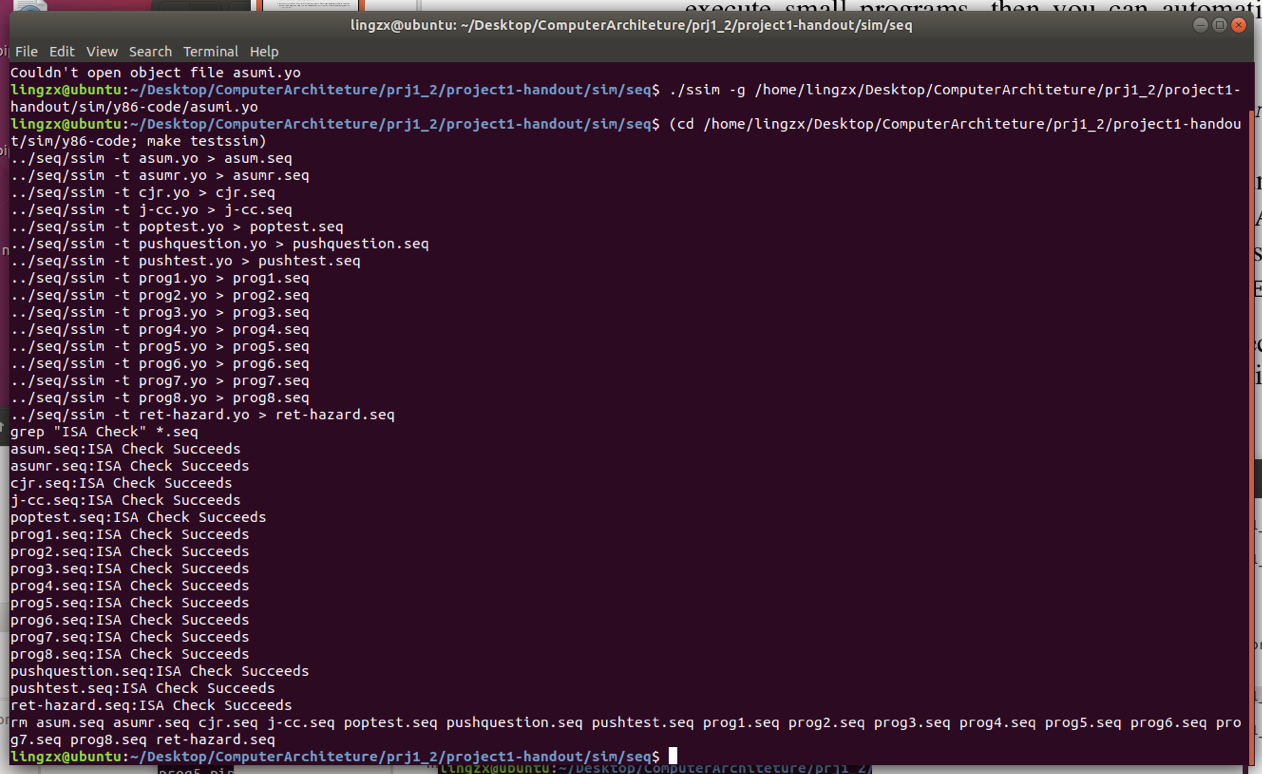 execute small programs, then you can automati
lingzx@ubuntu: ~/Desktop/ComputerArchiteture/prj1_2/project1-handout/sim/seq
File Edit View Search Terminal Help
Couldn't open object file asumi.yo
lingzx@ubuntu:~/Desktop/ComputerArchiteture/prj1_2/project1-handout/sim/seq$ ./ssim -g /home/lingzx/Desktop/ComputerArchiteture/prj1_2/project1-
handout/sim/y86-code/asumi.yo
lingzx@ubuntu:~/Desktop/ComputerArchiteture/prj1_2/project1-handout/sim/seq$ (cd /home/lingzx/Desktop/ComputerArchiteture/prj1_2/project1-handou
t/sim/y86-code; make testssim)
../seq/ssim -t asum.yo > asum.seq
../seq/ssim -t asumr.yo > asumr.seq
../seq/ssim -t cjr.yo > cjr.seq
../seq/ssim -t j-cc.yo > j-cc.seq
../seq/ssim -t poptest.yo > poptest.seq
../seq/ssim -t pushquestion.yo > pushquestion.seq
../seq/ssim -t pushtest.yo > pushtest.seq
../seq/ssim -t prog1.yo > prog1.seq
../seq/ssim -t prog2.yo > prog2.seq
../seq/ssim -t prog3.yo > prog3.seq
../seq/ssim -t prog4.yo > prog4.seq
../seq/ssim -t prog5.yo > prog5.seq
../seq/ssim -t prog6.yo > prog6.seq
../seq/ssim -t prog7.yo > prog7.seq
../seq/ssim -t prog8.yo > prog8.seq
../seq/ssim -t ret-hazard.yo > ret-hazard.seq
grep "ISA Check" *.seq
asum.seq:ISA Check Succeeds
asumr.seq:ISA Check Succeeds
cjr.seq:ISA Check Succeeds
j-cc.seq:ISA Check Succeeds
poptest.seq:ISA Check Succeeds
prog1.seq:ISA Check Succeeds
prog2.seq:ISA Check Succeeds
prog3.seq:ISA Check Succeeds
prog4.seq:ISA Check Succeeds
prog5.seq:ISA Check Succeeds
prog6.seq:ISA Check Succeeds
prog7.seq:ISA Check Succeeds
prog8.seq:ISA Check Succeeds
pushquestion.seq:ISA Check Succeeds
pushtest.seq:ISA Check Succeeds
ret-hazard.seq:ISA Check Succeeds
rm asum.seq asumr.seq cjr.seq j-cc.seq poptest.seq pushquestion.seq pushtest.seq prog1.seq prog2.seq prog3.seq prog4.seq prog5.seq prog6.seq pro
g7.seq prog8.seq ret-hazard.seq
lingzx@ubuntu:~/Desktop/ComputerArchiteture/prj1_2/project1-handout/sim/seq$
lingzx@ubuntu:~/Desktop/ComputerArchiteture/prj1_2/